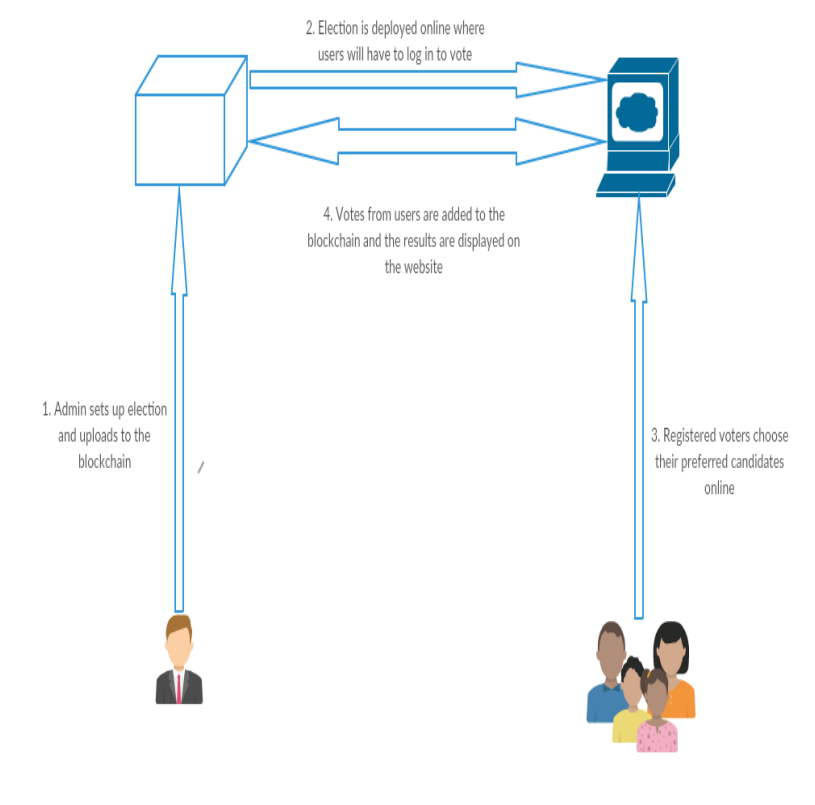 2. Election is deployed online where
users will have to log in to vote
4. Votes from users are added to the
blockchain and the results are displayed on
the website
1. Admin sets up election
and uploads to the
blockchain
3. Registered voters choose
their preferred candidates
online